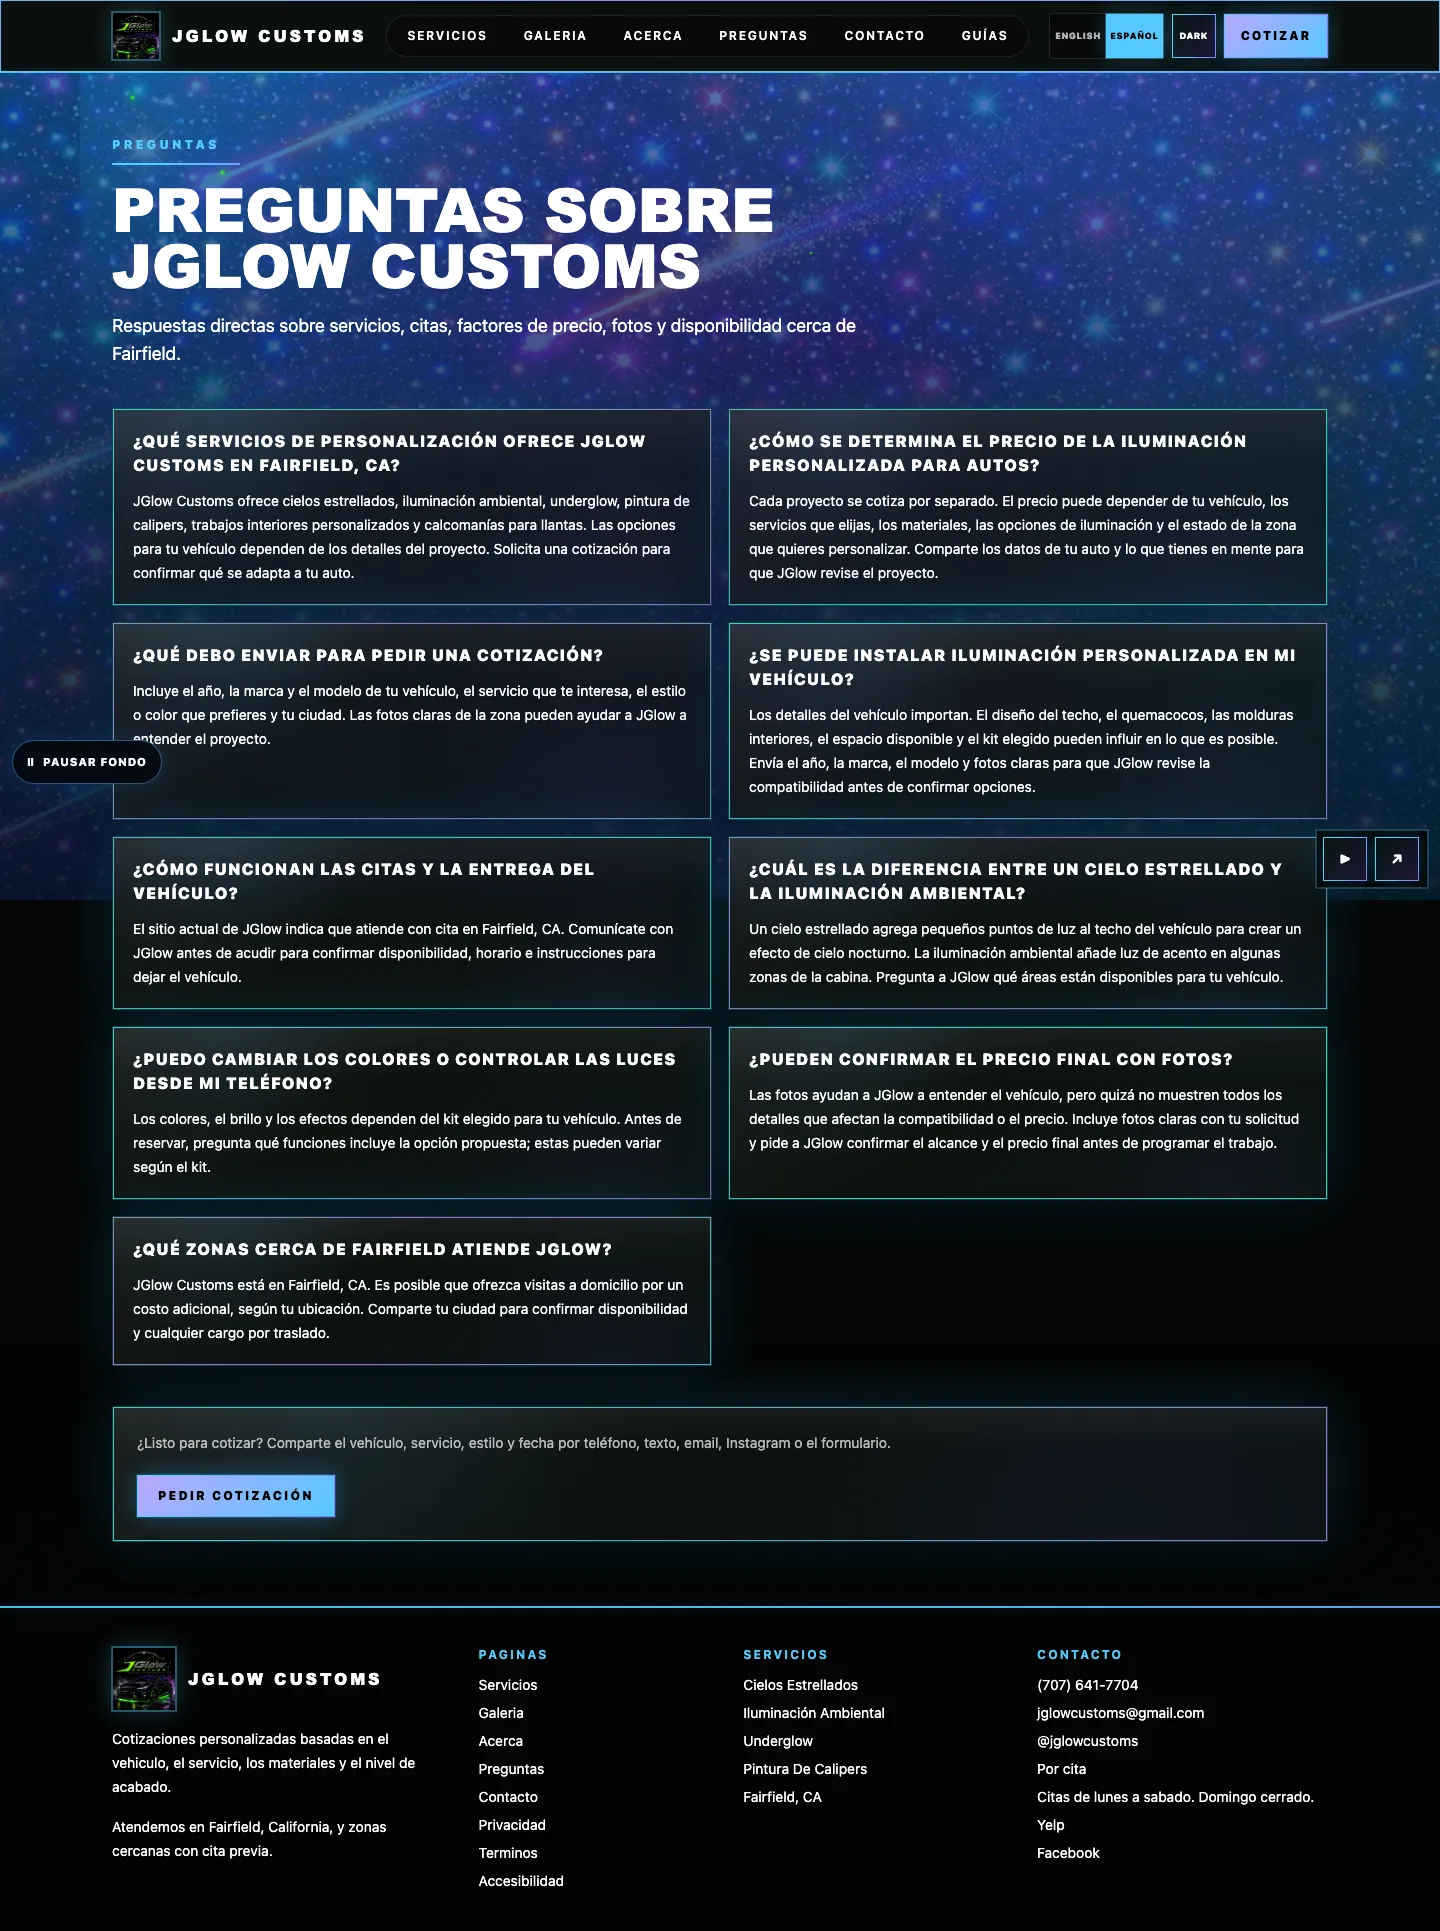 JGlow
JGLOW CUSTOMS
SERVICIOS
GALERIA
ACERCA
PREGUNTAS
CONTACTO
GUÍAS
ENGLISH
ESPAÑOL
DARK
COTIZAR
PREGUNTAS
PREGUNTAS SOBRE
JGLOW CUSTOMS
Respuestas directas sobre servicios, citas, factores de precio, fotos y disponibilidad cerca de
Fairfield.
¿QUÉ SERVICIOS DE PERSONALIZACIÓN OFRECE JGLOW
CUSTOMS EN FAIRFIELD, CA?
JGlow Customs ofrece cielos estrellados, iluminación ambiental, underglow, pintura de
calipers, trabajos interiores personalizados y calcomanías para llantas. Las opciones
para tu vehículo dependen de los detalles del proyecto. Solicita una cotización para
confirmar qué se adapta a tu auto.
¿CÓMO SE DETERMINA EL PRECIO DE LA ILUMINACIÓN
PERSONALIZADA PARA AUTOS?
Cada proyecto se cotiza por separado. El precio puede depender de tu vehículo, los
servicios que elijas, los materiales, las opciones de iluminación y el estado de la zona
que quieres personalizar. Comparte los datos de tu auto y lo que tienes en mente para
que JGlow revise el proyecto.
¿QUÉ DEBO ENVIAR PARA PEDIR UNA COTIZACIÓN?
Incluye el año, la marca y el modelo de tu vehículo, el servicio que te interesa, el estilo
o color que prefieres y tu ciudad. Las fotos claras de la zona pueden ayudar a JGlow a
entender el proyecto.
¿SE PUEDE INSTALAR ILUMINACIÓN PERSONALIZADA EN MI
VEHÍCULO?
Los detalles del vehículo importan. El diseño del techo, el quemacocos, las molduras
interiores, el espacio disponible y el kit elegido pueden influir en lo que es posible.
Envía el año, la marca, el modelo y fotos claras para que JGlow revise la
compatibilidad antes de confirmar opciones.
PAUSAR FONDO
¿CÓMO FUNCIONAN LAS CITAS Y LA ENTREGA DEL
VEHÍCULO?
El sitio actual de JGlow indica que atiende con cita en Fairfield, CA. Comunícate con
JGlow antes de acudir para confirmar disponibilidad, horario e instrucciones para
dejar el vehículo.
¿CUÁL ES LA DIFERENCIA ENTRE UN CIELO ESTRELLADO Y
LA ILUMINACIÓN AMBIENTAL?
Un cielo estrellado agrega pequeños puntos de luz al techo del vehículo para crear un
efecto de cielo nocturno. La iluminación ambiental añade luz de acento en algunas
zonas de la cabina. Pregunta a JGlow qué áreas están disponibles para tu vehículo.
¿PUEDO CAMBIAR LOS COLORES O CONTROLAR LAS LUCES
DESDE MI TELÉFONO?
Los colores, el brillo y los efectos dependen del kit elegido para tu vehículo. Antes de
reservar, pregunta qué funciones incluye la opción propuesta; estas pueden variar
según el kit.
¿PUEDEN CONFIRMAR EL PRECIO FINAL CON FOTOS?
Las fotos ayudan a JGlow a entender el vehículo, pero quizá no muestren todos los
detalles que afectan la compatibilidad o el precio. Incluye fotos claras con tu solicitud
y pide a JGlow confirmar el alcance y el precio final antes de programar el trabajo.
¿QUÉ ZONAS CERCA DE FAIRFIELD ATIENDE JGLOW?
JGlow Customs está en Fairfield, CA. Es posible que ofrezca visitas a domicilio por un
costo adicional, según tu ubicación. Comparte tu ciudad para confirmar disponibilidad
y cualquier cargo por traslado.
¿Listo para cotizar? Comparte el vehículo, servicio, estilo y fecha por teléfono, texto, email, Instagram o el formulario.
PEDIR COTIZACIÓN
JGlow
JGLOW CUSTOMS
Cotizaciones personalizadas basadas en el
vehiculo, el servicio, los materiales y el nivel de
acabado.
Atendemos en Fairfield, California, y zonas
cercanas con cita previa.
PAGINAS
Servicios
Galeria
Acerca
Preguntas
Contacto
Privacidad
Terminos
Accesibilidad
SERVICIOS
Cielos Estrellados
Iluminación Ambiental
Underglow
Pintura De Calipers
Fairfield, CA
CONTACTO
(707) 641-7704
jglowcustoms@gmail.com
@jglowcustoms
Por cita
Citas de lunes a sabado. Domingo cerrado.
Yelp
Facebook